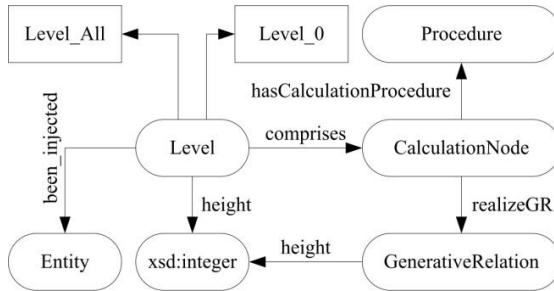 Level_All
Level_0
Procedure
hasCalculationProcedure
been_injected
Level
comprises
CalculationNode
height
realizeGR
Entity
xsd:integer
height
GenerativeRelation